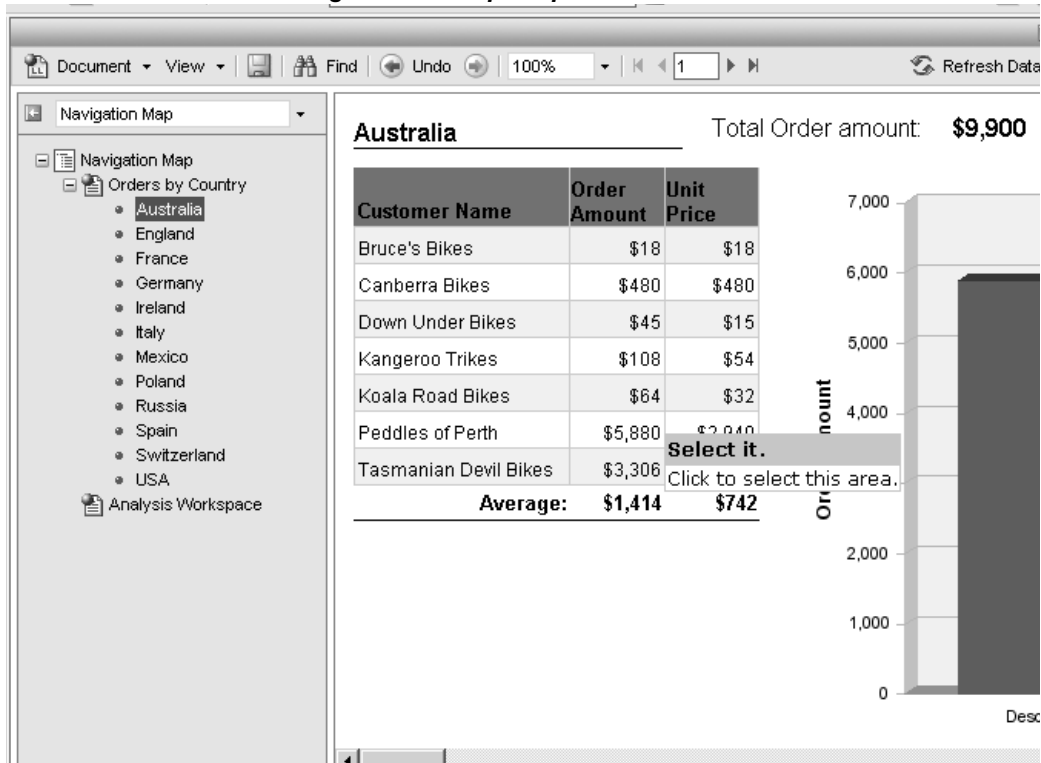 Document View Find Undo 100% 1 Refresh Data
Navigation Map
Navigation Map
Orders by Country
Australia
England
France
Germany
Ireland
Italy
Mexico
Poland
Russia
Spain
Switzerland
USA
Analysis Workspace
Australia Total Order amount: $9,900
Customer Name Order Amount Unit Price
Bruce's Bikes $18 $18
Canberra Bikes $480 $480
Down Under Bikes $45 $15
Kangeroo Trikes $108 $54
Koala Road Bikes $64 $32
Peddles of Perth $5,880
Tasmanian Devil Bikes $3,306
Average: $1,414 $742
Select it.
Click to select this area.
7,000
6,000
5,000
4,000
2,000
1,000
0